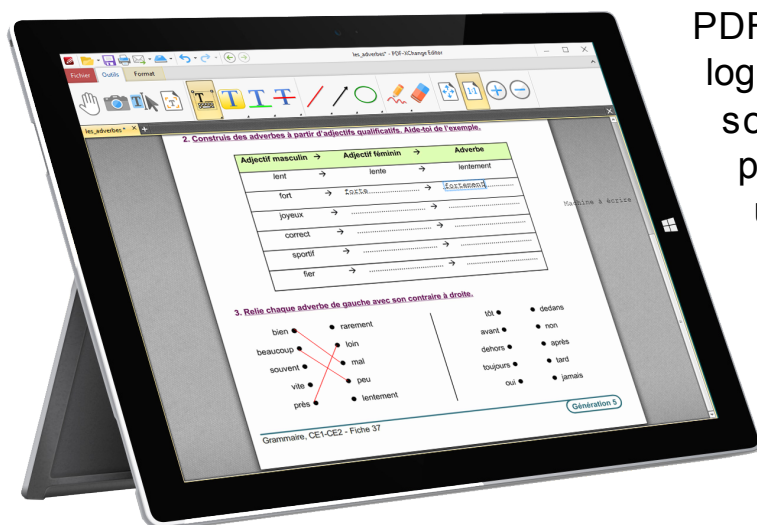 les_adverbes* - PDF-XChange Editor
Fichier Outils Format
les_adverbes* × +
2. Construis des adverbes à partir d'adjectifs qualificatifs. Aide-toi de l'exemple.
Adjectif masculin → Adjectif féminin → Adverbe
lent → lente → lentement
fort → forte → fortement
joyeux → →
correct → →
sportif → →
fier → →
Machine à écrire
3. Relie chaque adverbe de gauche avec son contraire à droite.
bien • • rarement
beaucoup • • loin
souvent • • mal
vite • • peu
près • • lentement
tôt • • dedans
avant • • non
dehors • • après
toujours • • tard
oui • • jamais
Génération 5
Grammaire, CE1-CE2 - Fiche 37
PDF
log
so
p